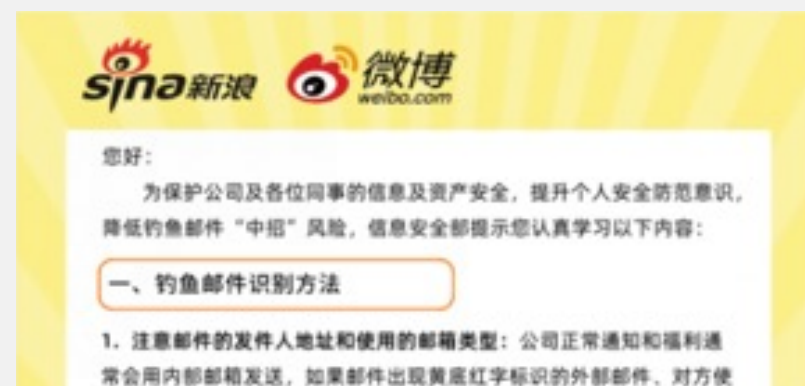 sina新浪 微博
weibo.com
您好：
为保护公司及各位同事的信息及资产安全，提升个人安全防范意识，
降低钓鱼邮件“中招”风险，信息安全部提示您认真学习以下内容：
一、钓鱼邮件识别方法
1. 注意邮件的发件人地址和使用的邮箱类型：公司正常通知和福利通
常会用内部邮箱发送，如果邮件出现黄底红字标识的外部邮件、对方使